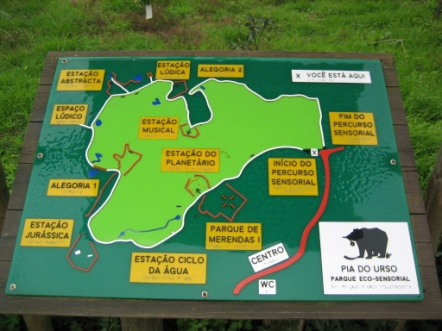 ESTAÇÃO
ABSTRACTA
ESTAÇÃO
LÚDICA
ALEGORIA 2
X VOCÊ ESTÁ AQUI
ESPAÇO
LÚDICO
ESTAÇÃO
MUSICAL
FIM DO
PERCURSO
SENSORIAL
ESTAÇÃO DO
PLANETÁRIO
INÍCIO DO
PERCURSO
SENSORIAL
X
ALEGORIA 1
ESTAÇÃO
JURÁSSICA
PARQUE DE
MERENDAS I
ESTAÇÃO CICLO
DA ÁGUA
CENTRO
WC
PIA DO URSO
PARQUE ECO-SENSORIAL